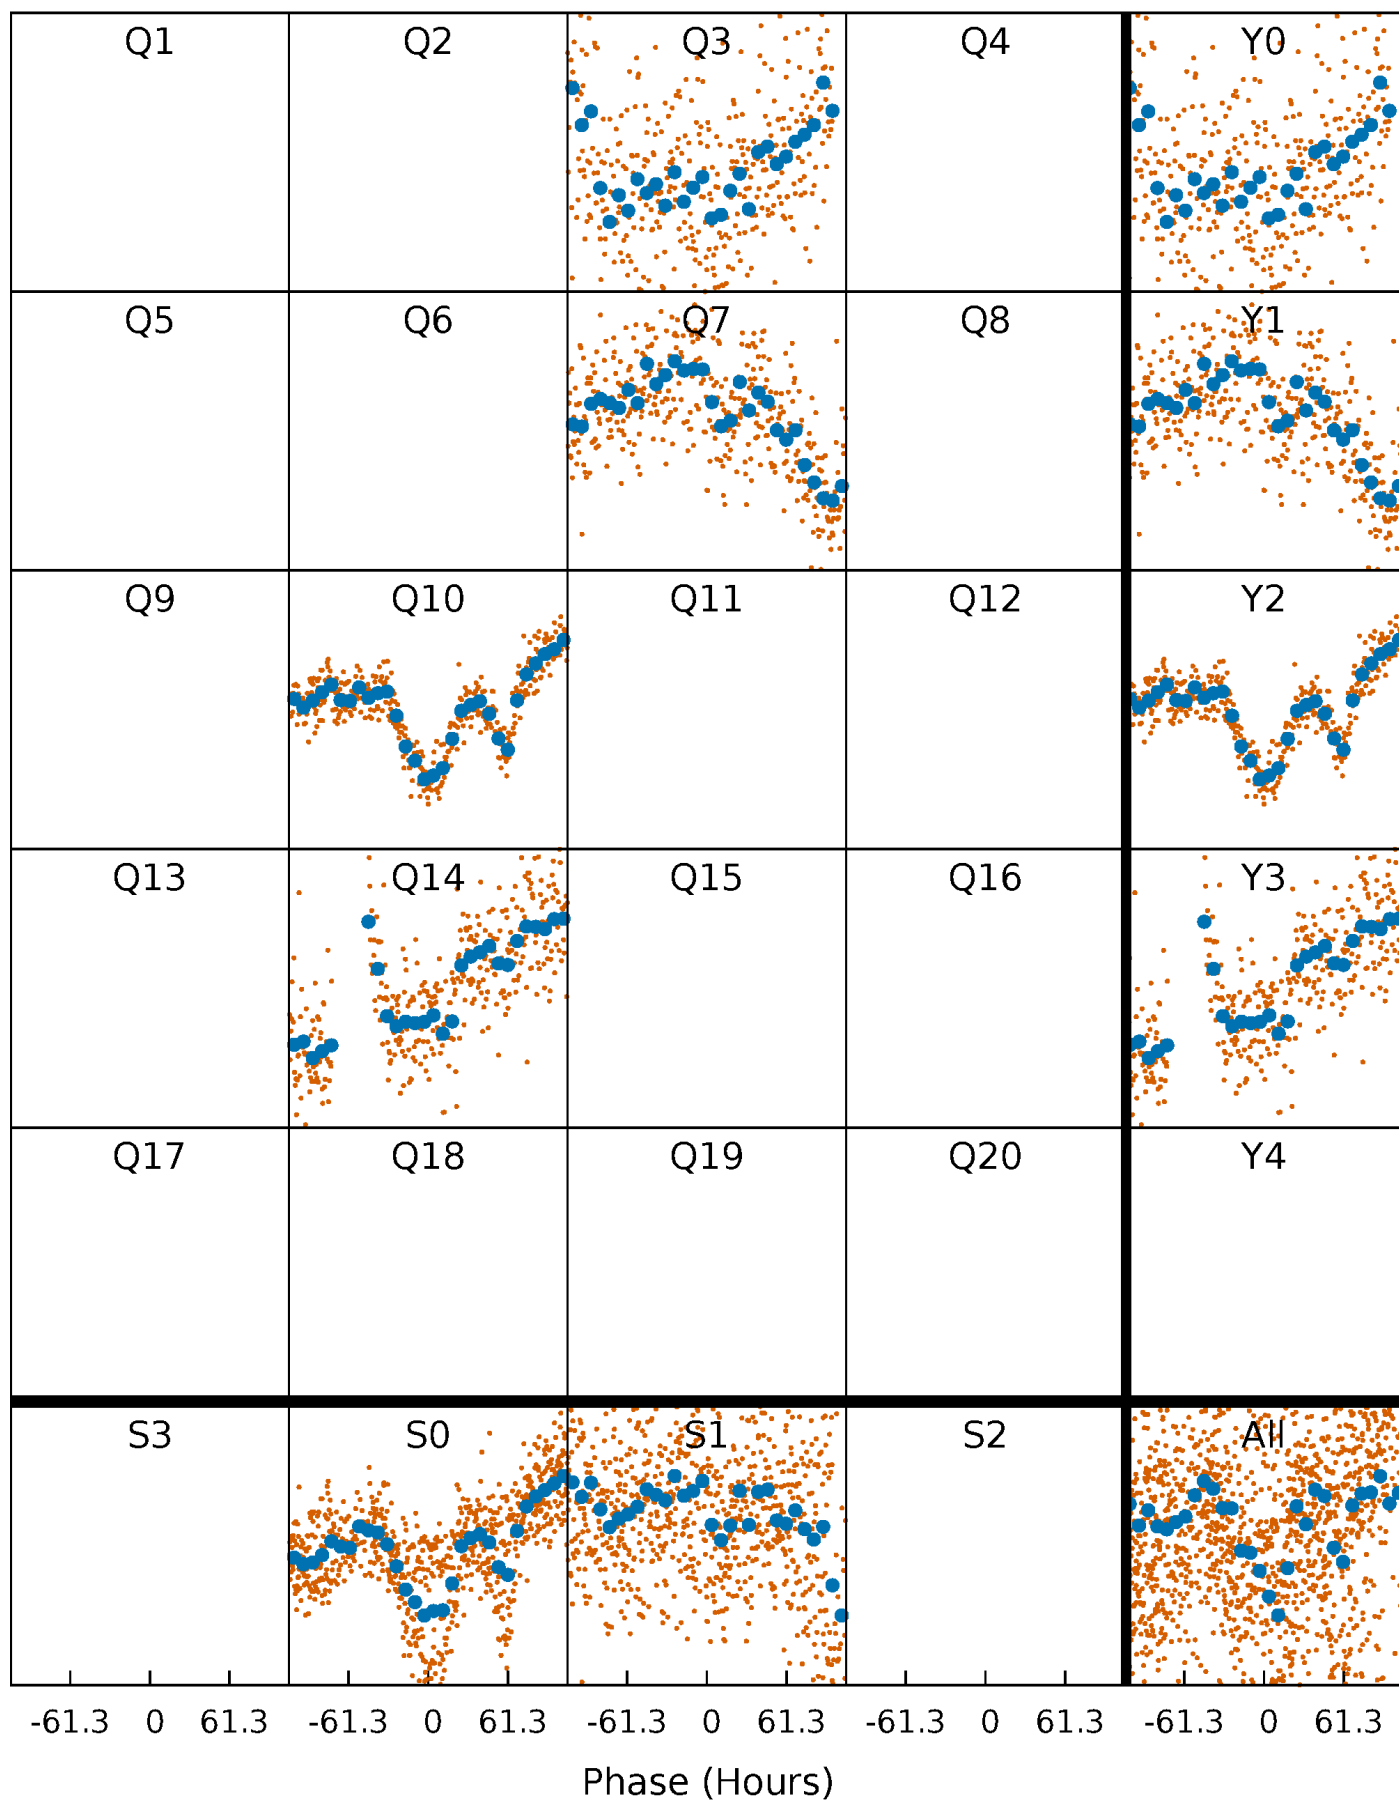 Q1 Q2 Q3 Q4 Y0
Q5 Q6 Q7 Q8 Y1
Q9 Q10 Q11 Q12 Y2
Q13 Q14 Q15 Q16 Y3
Q17 Q18 Q19 Q20 Y4
S3 S0 S1 S2 All
-61.3 0 61.3 -61.3 0 61.3 -61.3 0 61.3 -61.3 0 61.3 -61.3 0 61.3
Phase (Hours)